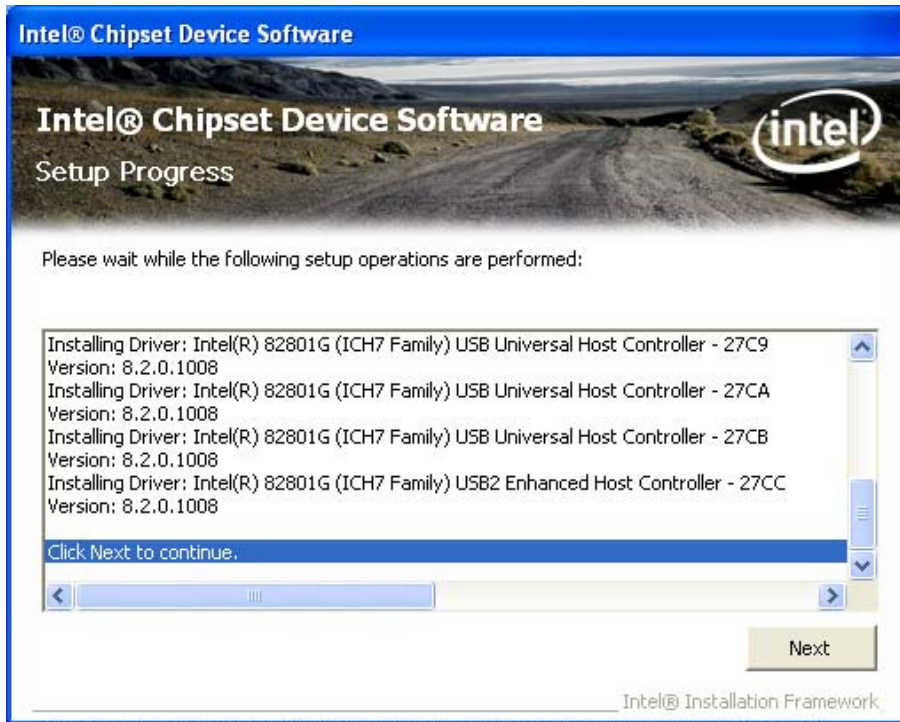 Intel® Chipset Device Software
Intel® Chipset Device Software
intel
Setup Progress
Please wait while the following setup operations are performed:
Installing Driver: Intel(R) 82801G (ICH7 Family) USB Universal Host Controller - 27C9
Version: 8.2.0.1008
Installing Driver: Intel(R) 82801G (ICH7 Family) USB Universal Host Controller - 27CA
Version: 8.2.0.1008
Installing Driver: Intel(R) 82801G (ICH7 Family) USB Universal Host Controller - 27CB
Version: 8.2.0.1008
Installing Driver: Intel(R) 82801G (ICH7 Family) USB2 Enhanced Host Controller - 27CC
Version: 8.2.0.1008
Click Next to continue.
Next
Intel® Installation Framework